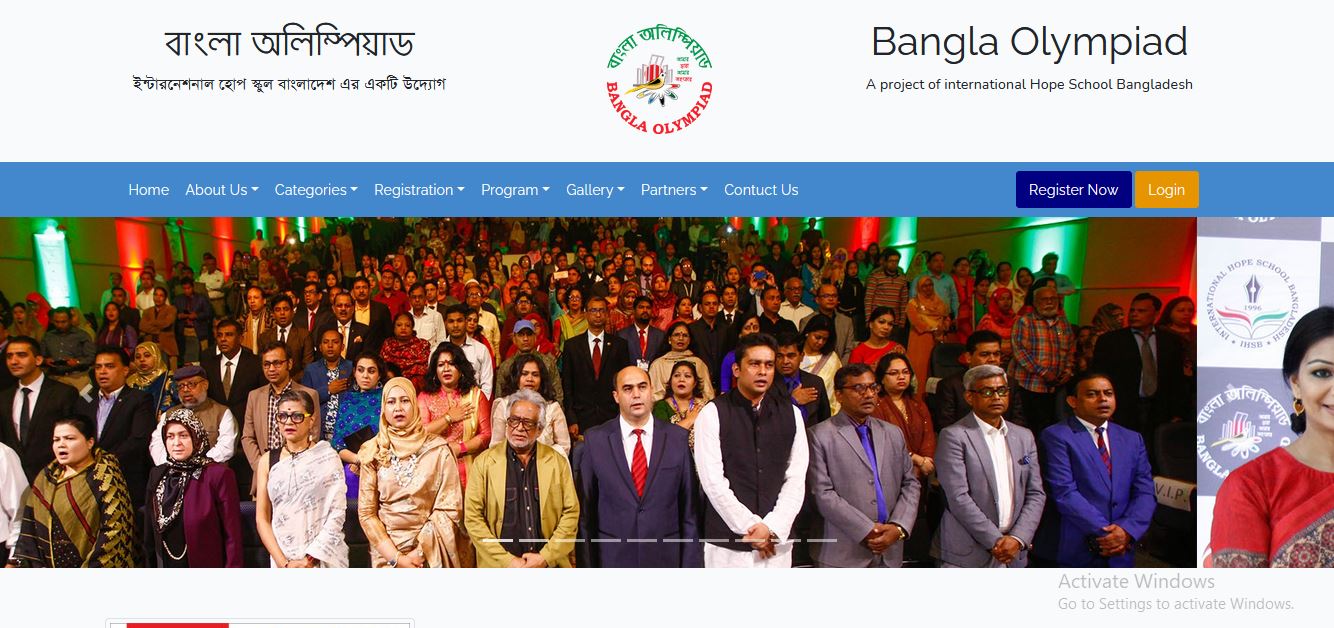 বাংলা অলিম্পিয়াড
ইন্টারনেশনাল হোপ স্কুল বাংলাদেশ এর একটি উদ্যোগ
বাংলা অলিম্পিয়াড
BANGLA OLYMPIAD
Bangla Olympiad
A project of international Hope School Bangladesh
Home About Us Categories Registration Program Gallery Partners Contuct Us Register Now Login
INTERNATIONAL HOPE SCHOOL BANGLADESH
1996
IHSB
বাংলা অলিম্পিয়াড
V.I.P
Activate Windows
Go to Settings to activate Windows.